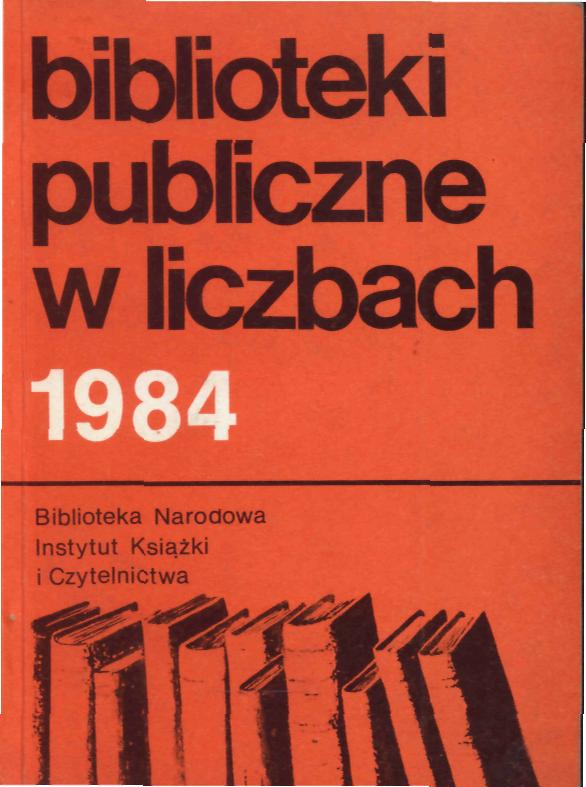 biblioteki
publiczne
w liczbach
1984
Biblioteka Narodowa
Instytut Książki
i Czytelnictwa